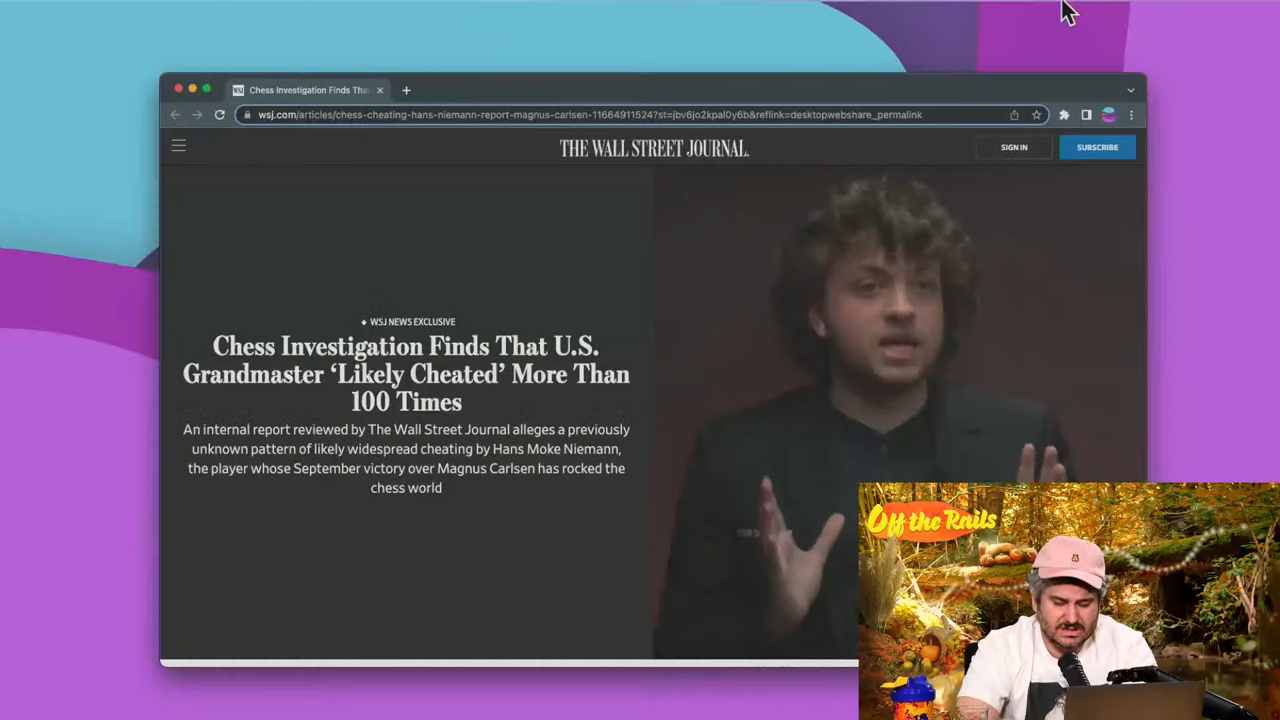 Chess Investigation Finds Tha
wsj.com/articles/chess-cheating-hans-niemann-report-magnus-carlsen-11664911524?st=jbv6jo2kpal0y6b&reflink=desktopwebshare_permalink
THE WALL STREET JOURNAL.
SIGN IN
SUBSCRIBE
WSJ NEWS EXCLUSIVE
Chess Investigation Finds That U.S.
Grandmaster ‘Likely Cheated’ More Than
100 Times
An internal report reviewed by The Wall Street Journal alleges a previously
unknown pattern of likely widespread cheating by Hans Moke Niemann,
the player whose September victory over Magnus Carlsen has rocked the
chess world
Off the Rails